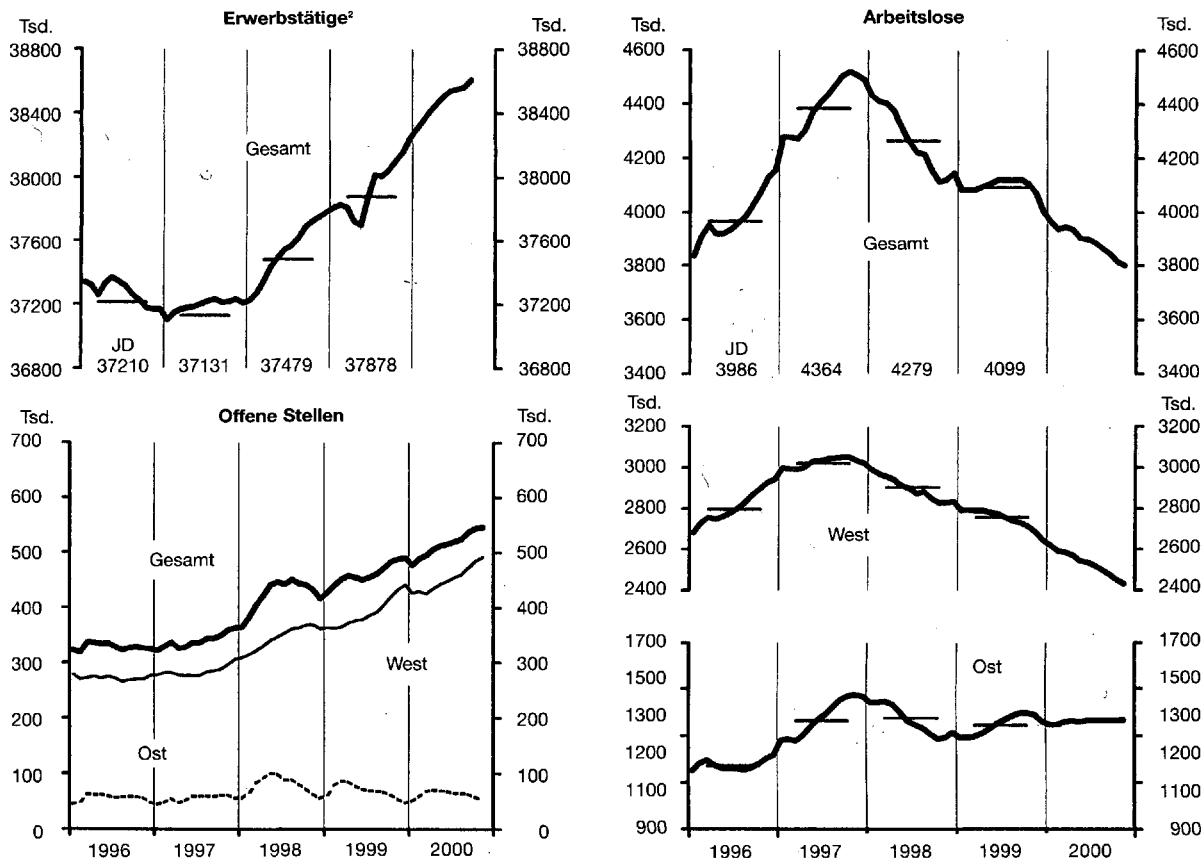 Erwerbstätige²
Tsd.
Tsd.
38800
38800
38400
38400
Gesamt
38000
38000
37600
37600
37200
37200
JD
37210 37131 37479 37878
36800
36800
Arbeitslose
Tsd.
Tsd.
4600
4600
4400
4400
4200
4200
4000
4000
Gesamt
3800
3800
3600
3600
JD
3986 4364 4279 4099
3400
3400
Offene Stellen
Tsd.
Tsd.
700
700
600
600
Gesamt
500
500
400
400
West
300
300
200
200
Ost
100
100
0
0
1996 1997 1998 1999 2000
Tsd.
Tsd.
3200
3200
3000
3000
2800
2800
West
2600
2600
2400
2400
1700
1700
Ost
1500
1500
1300
1300
1200
1200
1100
1100
900
900
1996 1997 1998 1999 2000